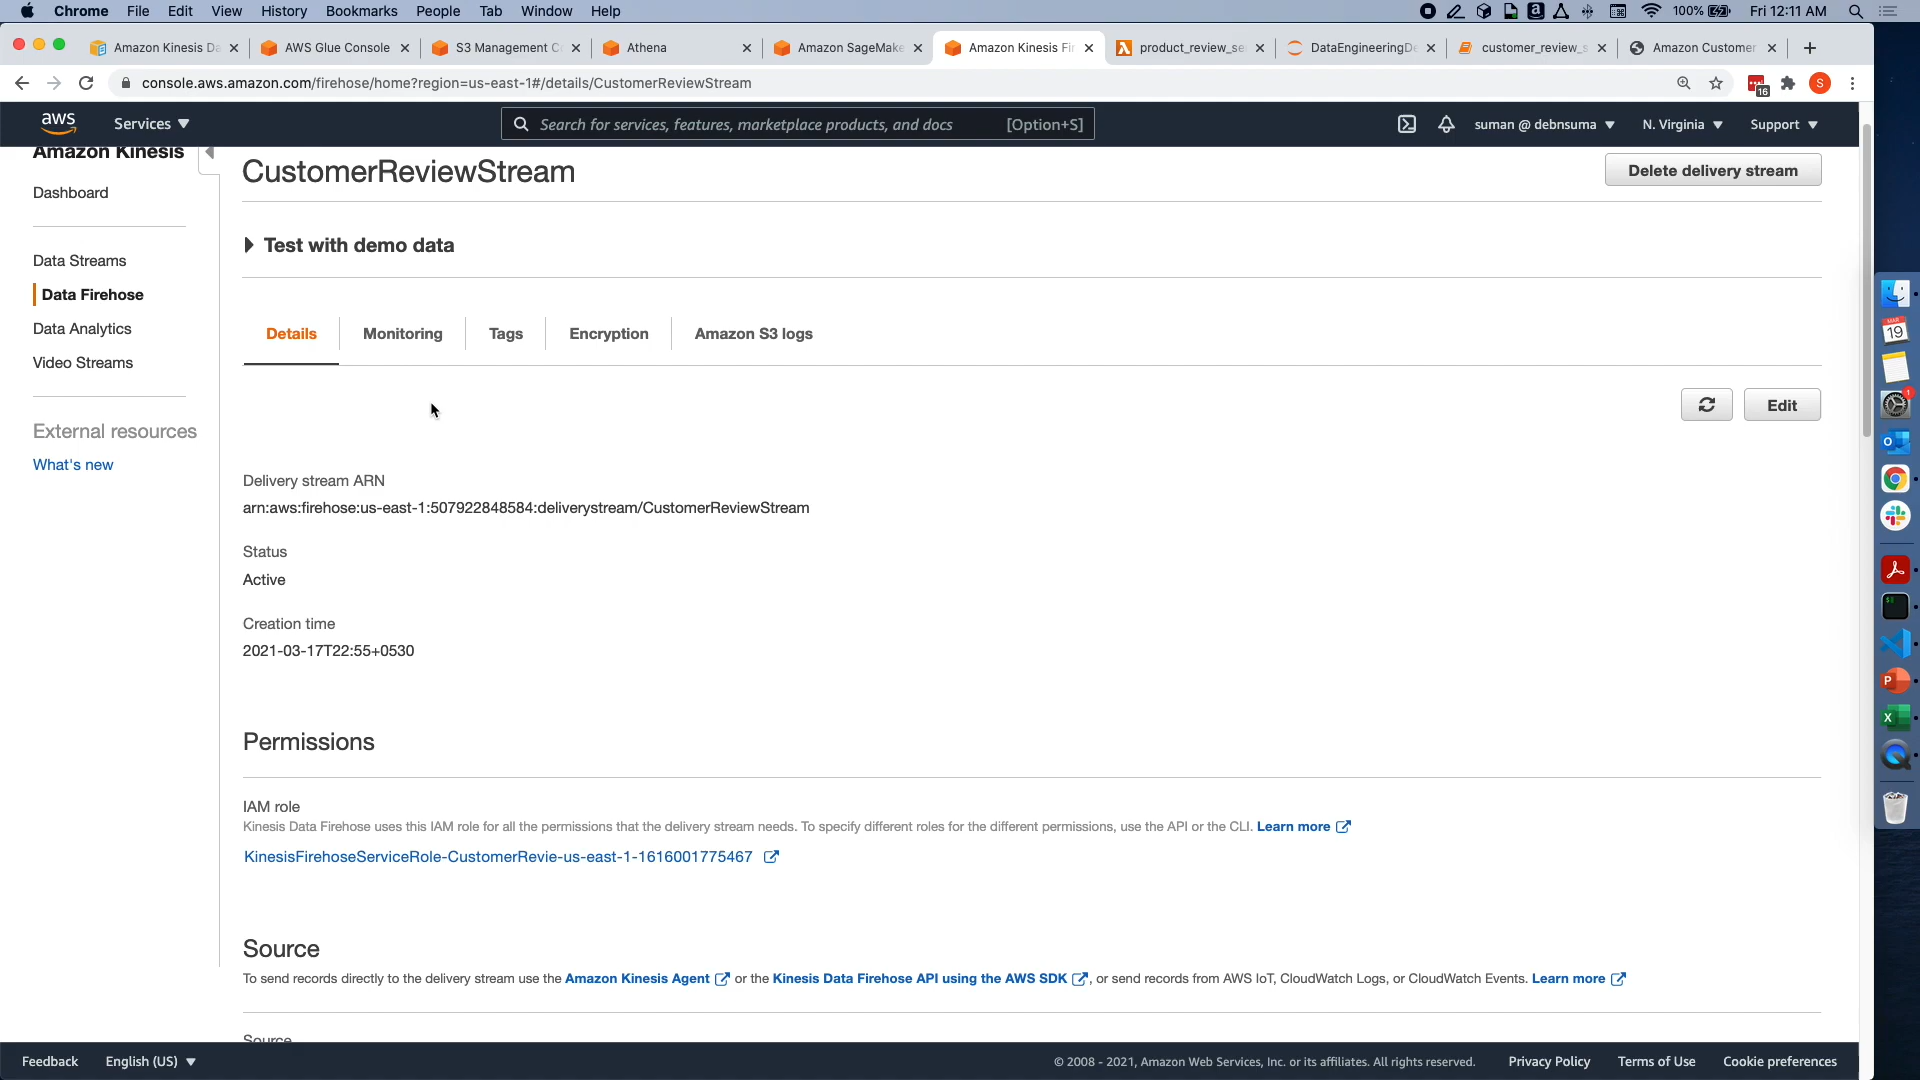 Chrome File Edit View History Bookmarks People Tab Window Help
100% Fri 12:11 AM
Amazon Kinesis Da
AWS Glue Console
S3 Management C
Athena
Amazon SageMake
Amazon Kinesis Fi
product_review_se
DataEngineeringDe
customer_review_s
Amazon Customer
console.aws.amazon.com/firehose/home?region=us-east-1#/details/CustomerReviewStream
16
S
aws
Services
Search for services, features, marketplace products, and docs [Option+S]
suman @ debnsuma
N. Virginia
Support
Amazon Kinesis
Dashboard
Data Streams
Data Firehose
Data Analytics
Video Streams
External resources
What's new
CustomerReviewStream
Delete delivery stream
Test with demo data
Details
Monitoring
Tags
Encryption
Amazon S3 logs
Edit
Delivery stream ARN
arn:aws:firehose:us-east-1:507922848584:deliverystream/CustomerReviewStream
Status
Active
Creation time
2021-03-17T22:55+0530
Permissions
IAM role
Kinesis Data Firehose uses this IAM role for all the permissions that the delivery stream needs. To specify different roles for the different permissions, use the API or the CLI. Learn more
KinesisFirehoseServiceRole-CustomerRevie-us-east-1-1616001775467
Source
To send records directly to the delivery stream use the Amazon Kinesis Agent or the Kinesis Data Firehose API using the AWS SDK, or send records from AWS IoT, CloudWatch Logs, or CloudWatch Events. Learn more
Source
Feedback
English (US)
© 2008 - 2021, Amazon Web Services, Inc. or its affiliates. All rights reserved.
Privacy Policy
Terms of Use
Cookie preferences
MAR
19
1